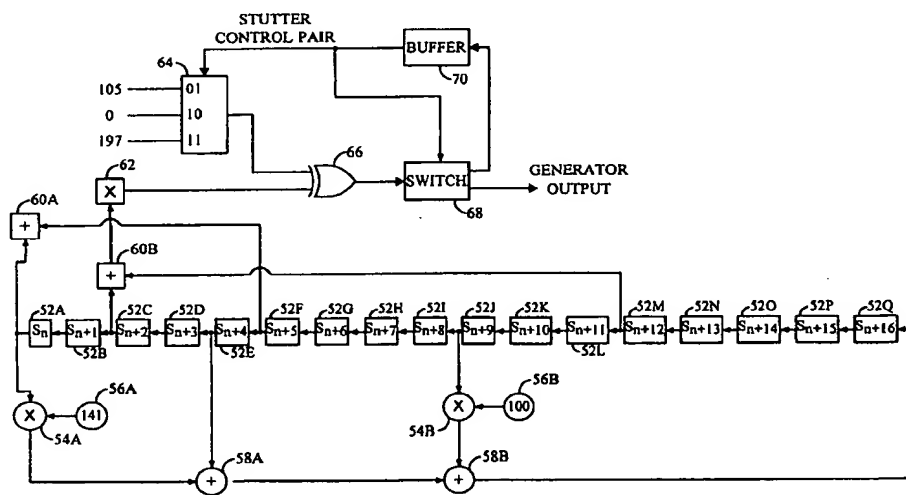 STUTTER
CONTROL PAIR
BUFFER
70
64
105
01
0
10
197
11
66
62
X
SWITCH
68
GENERATOR
OUTPUT
60A
+
60B
+
52A
52C
52D
52F
52G
52H
52I
52J
52K
52M
52N
52O
52P
52Q
Sn
Sn+1
Sn+2
Sn+3
Sn+4
Sn+5
Sn+6
Sn+7
Sn+8
Sn+9
Sn+10
Sn+11
Sn+12
Sn+13
Sn+14
Sn+15
Sn+16
52B
52E
52L
56A
56B
X
141
X
100
54A
54B
58A
58B
+
+